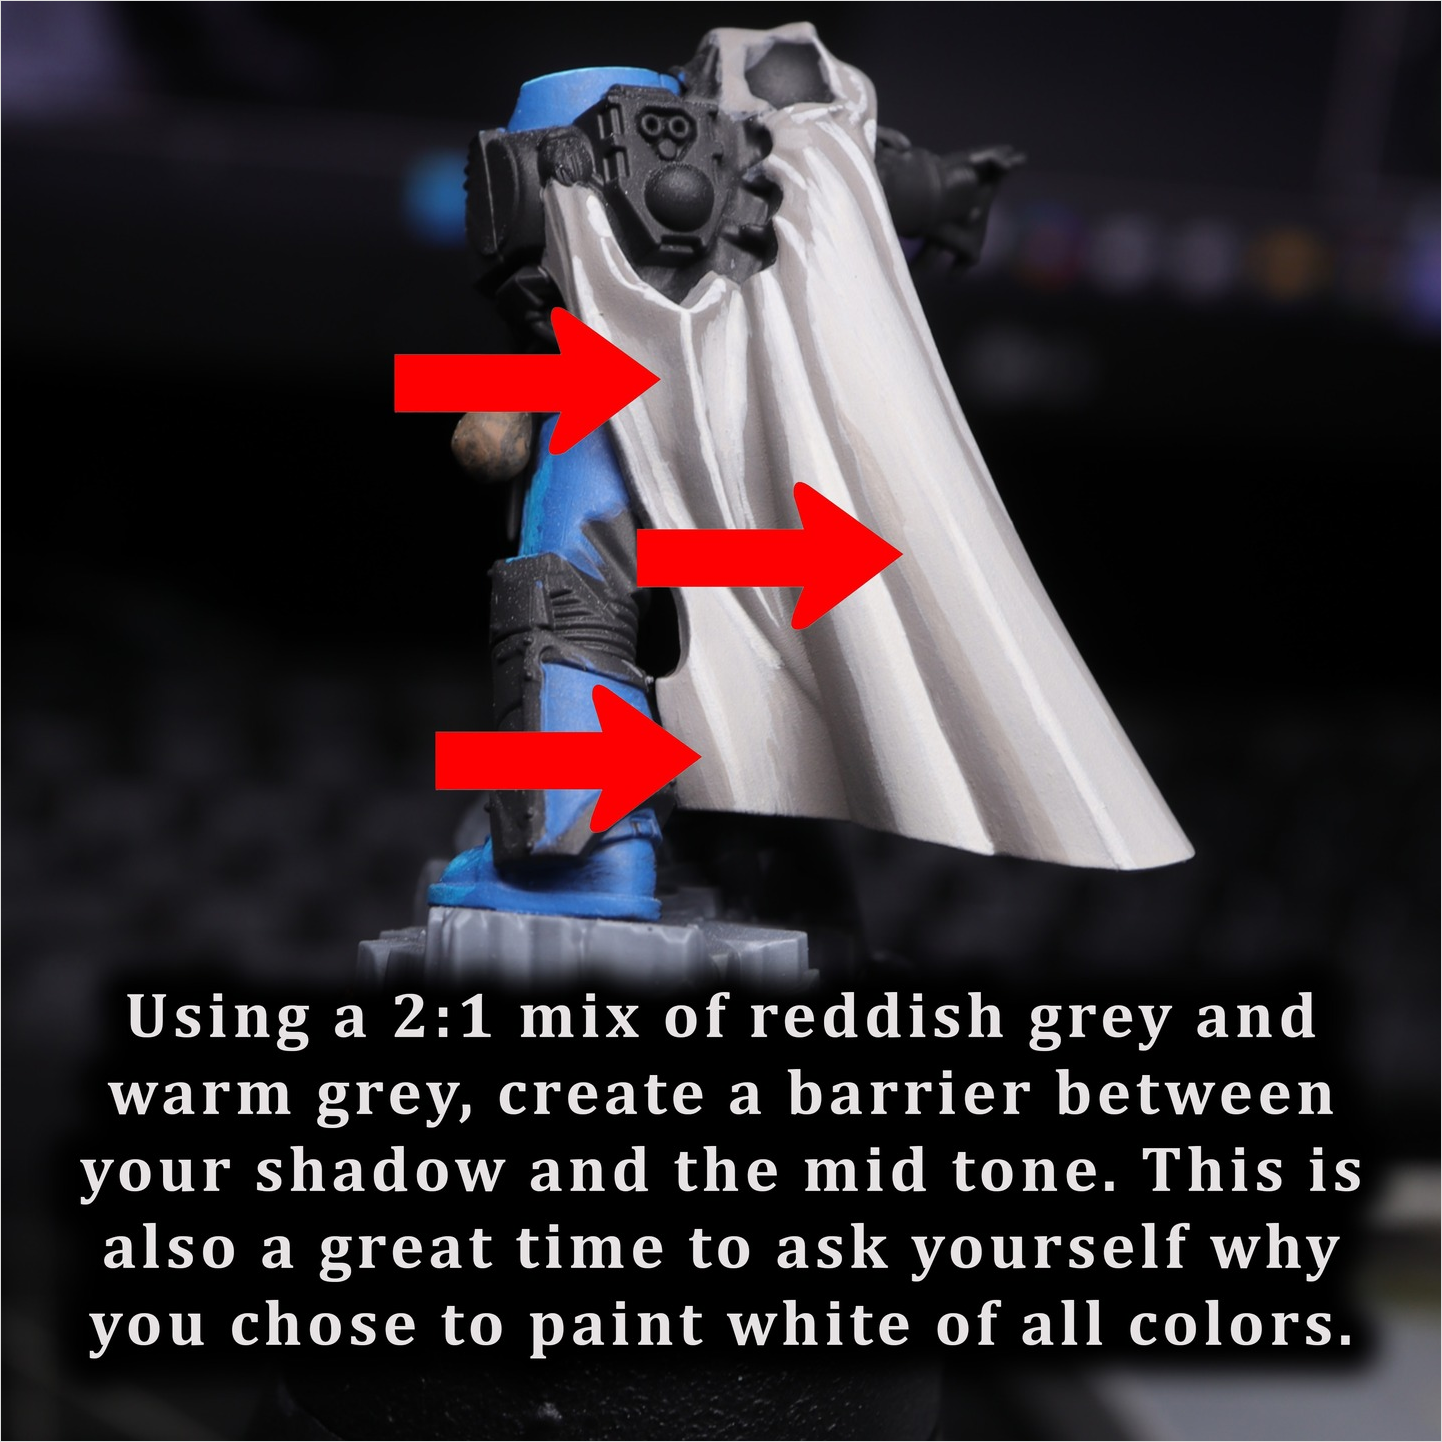 Using a 2:1 mix of reddish grey and
warm grey, create a barrier between
your shadow and the mid tone. This is
also a great time to ask yourself why
you chose to paint white of all colors.